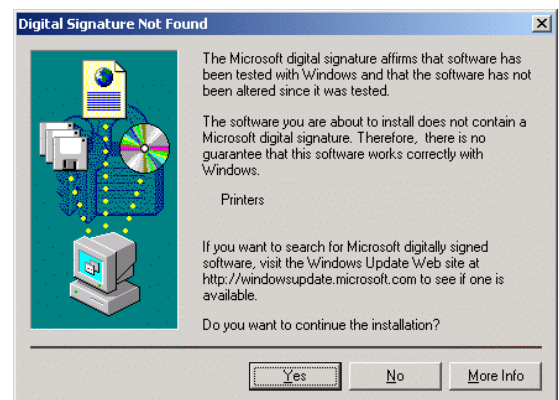 Digital Signature Not Found
The Microsoft digital signature affirms that software has
been tested with Windows and that the software has not
been altered since it was tested.
The software you are about to install does not contain a
Microsoft digital signature. Therefore, there is no
guarantee that this software works correctly with
Windows.
Printers
If you want to search for Microsoft digitally signed
software, visit the Windows Update Web site at
http://windowsupdate.microsoft.com to see if one is
available.
Do you want to continue the installation?
Yes
No
More Info